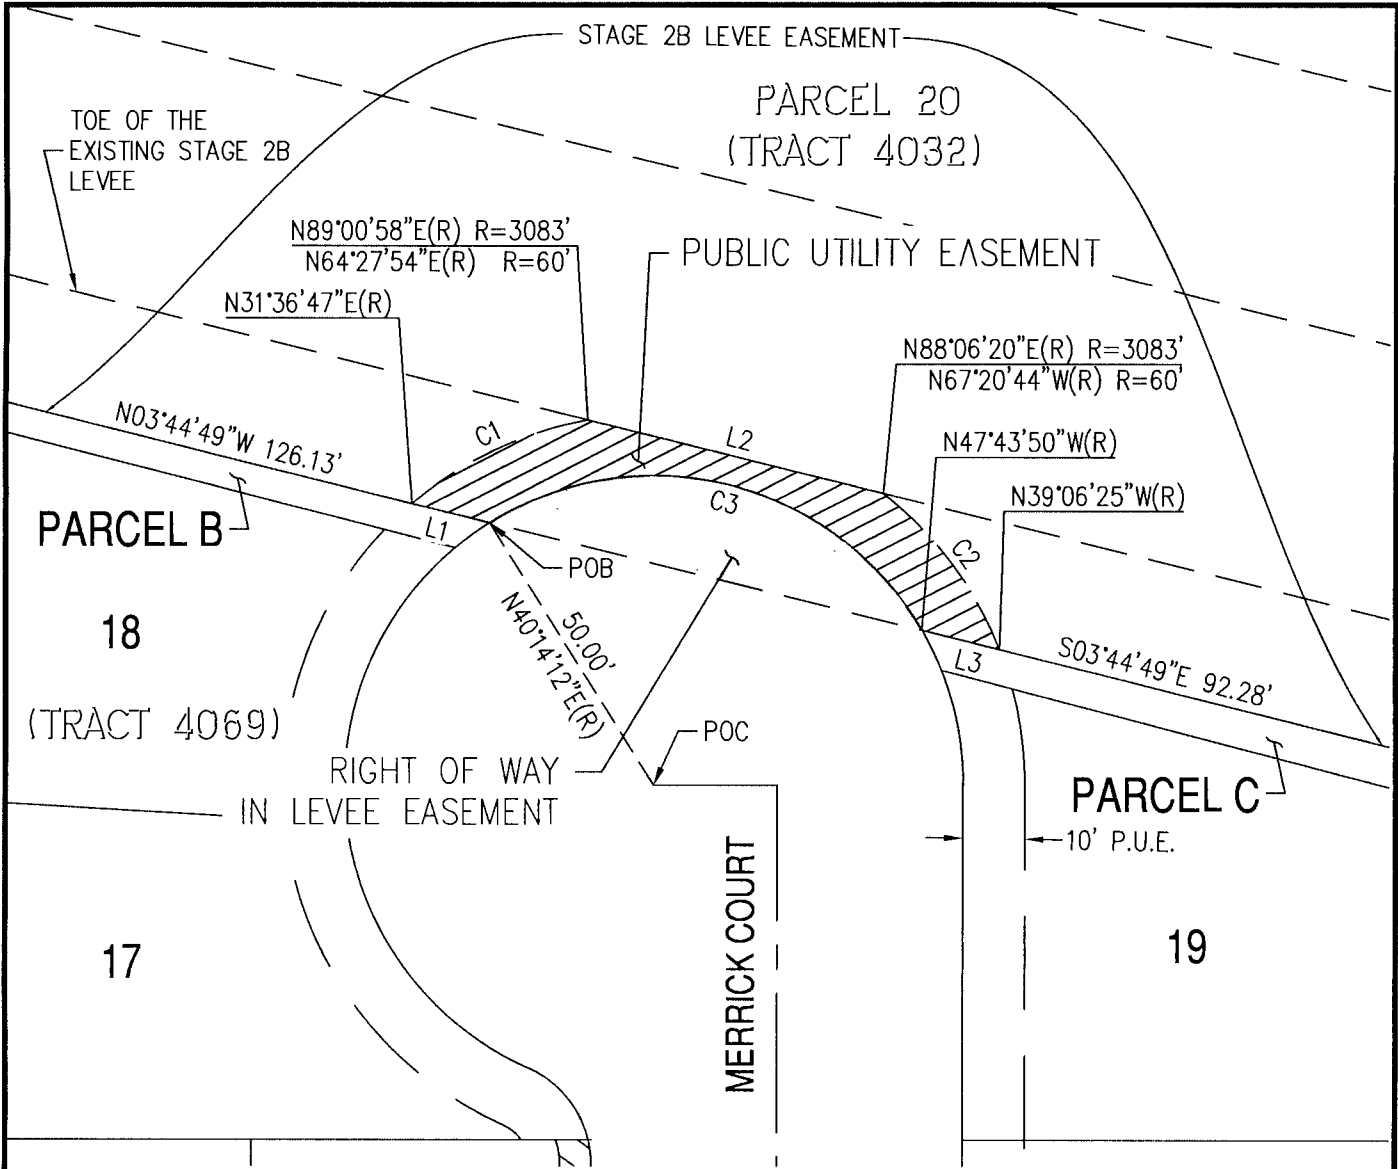 STAGE 2B LEVEE EASEMENT
PARCEL 20
(TRACT 4032)
TOE OF THE
EXISTING STAGE 2B
LEVEE
N89°00'58"E(R) R=3083'
N64°27'54"E(R) R=60'
PUBLIC UTILITY EASEMENT
N31°36'47"E(R)
N88°06'20"E(R) R=3083'
N67°20'44"W(R) R=60'
N03°44'49"W 126.13'
C1
L2
N47°43'50"W(R)
C3
N39°06'25"W(R)
PARCEL B
L1
C2
POB
18
50.00'
N40°14'12"E(R)
L3
S03°44'49"E 92.28'
(TRACT 4069)
POC
RIGHT OF WAY
IN LEVEE EASEMENT
PARCEL C
10' P.U.E.
MERRICK COURT
17
19